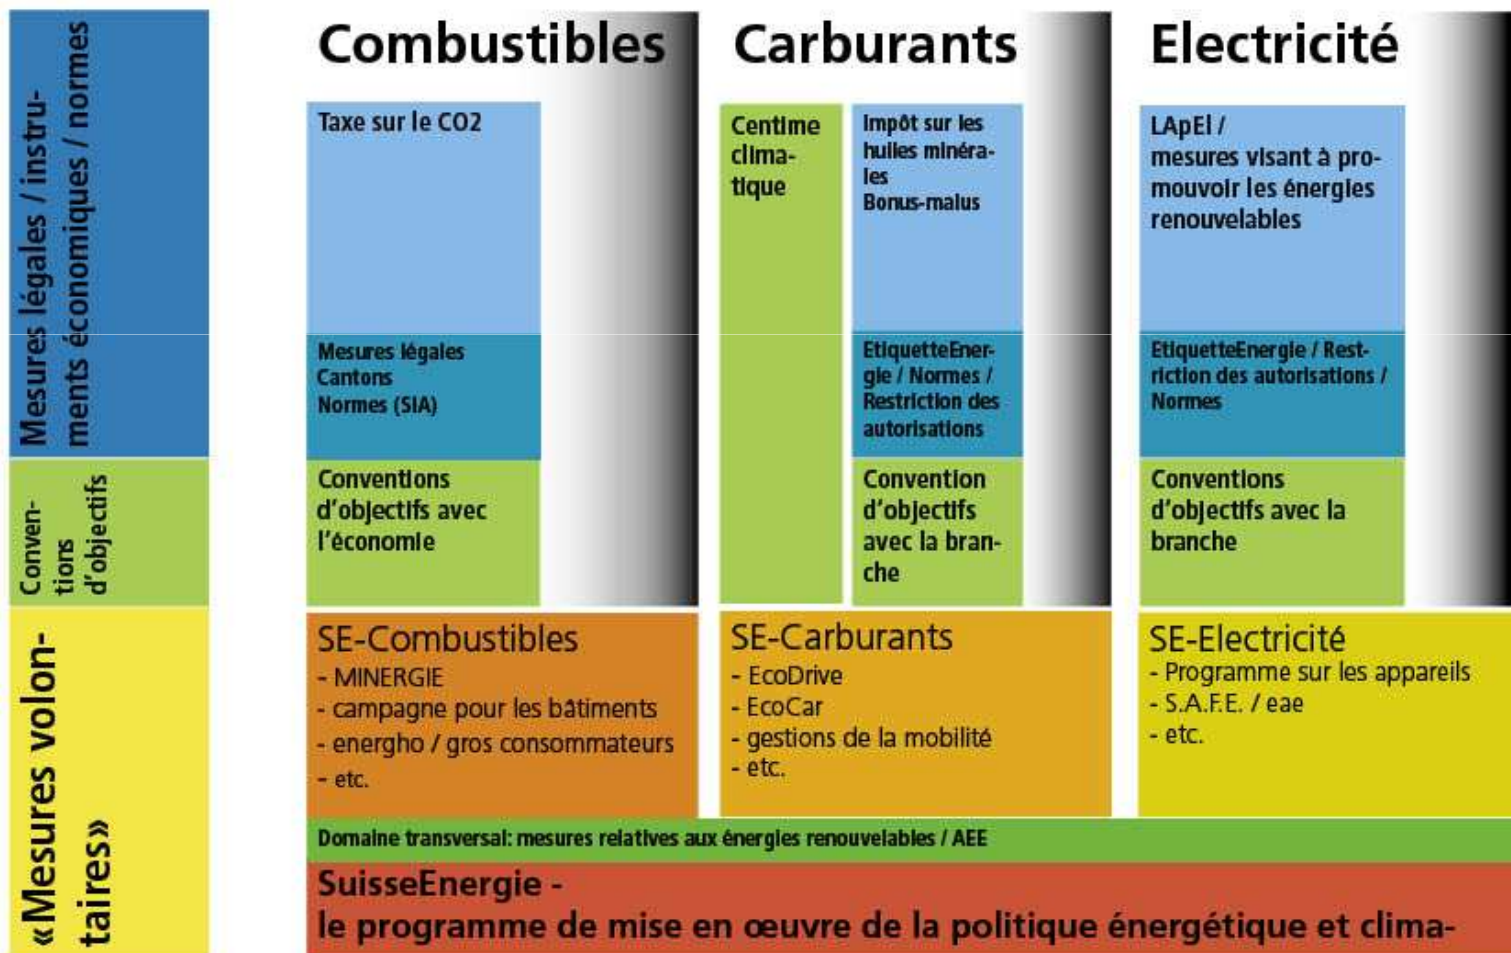 Mesures légales / instru-
ments économiques / normes
Conven-
tions
d'objectifs
«Mesures volon-
taires»
Combustibles
Taxe sur le CO2
Mesures légales
Cantons
Normes (SIA)
Conventions
d'objectifs avec
l'économie
SE-Combustibles
- MINERGIE
- campagne pour les bâtiments
- energho / gros consommateurs
- etc.
Carburants
Centime
clima-
tique
Impôt sur les
huiles minéra-
les
Bonus-malus
EtiquetteEner-
gie / Normes /
Restriction des
autorisations
Convention
d'objectifs
avec la bran-
che
SE-Carburants
- EcoDrive
- EcoCar
- gestions de la mobilité
- etc.
Electricité
LApEl /
mesures visant à pro-
mouvoir les énergies
renouvelables
EtiquetteEnergie / Rest-
riction des autorisations /
Normes
Conventions
d'objectifs avec la
branche
SE-Electricité
- Programme sur les appareils
- S.A.F.E. / eae
- etc.
Domaine transversal: mesures relatives aux énergies renouvelables / AEE
SuisseEnergie -
le programme de mise en œuvre de la politique énergétique et clima-